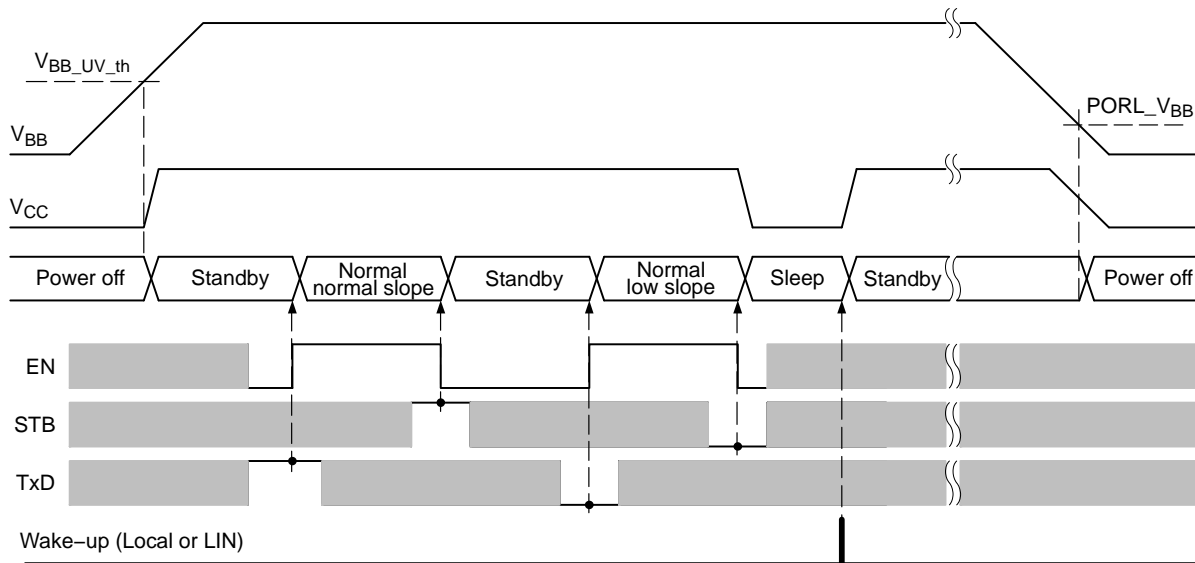 VBB_UV_th
PORL_VBB
VBB
VCC
Power off Standby Normal normal slope Standby Normal low slope Sleep Standby Power off
EN
STB
TxD
Wake−up (Local or LIN)